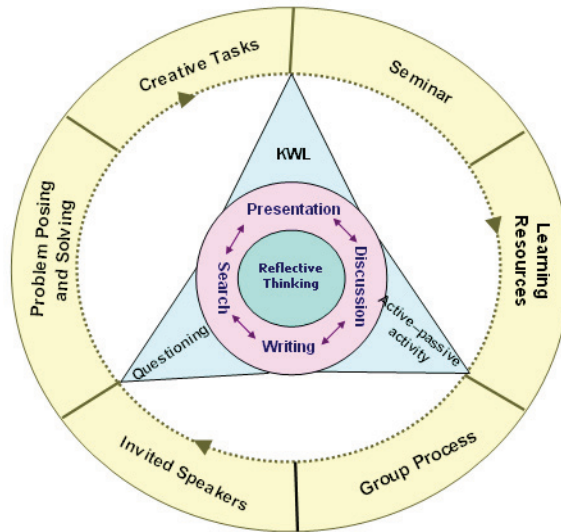 Creative Tasks
Seminar
Learning
Resources
Group Process
Invited Speakers
Problem Posing
and Solving
KWL
Active–passive
activity
Questioning
Presentation
Discussion
Writing
Search
Reflective
Thinking